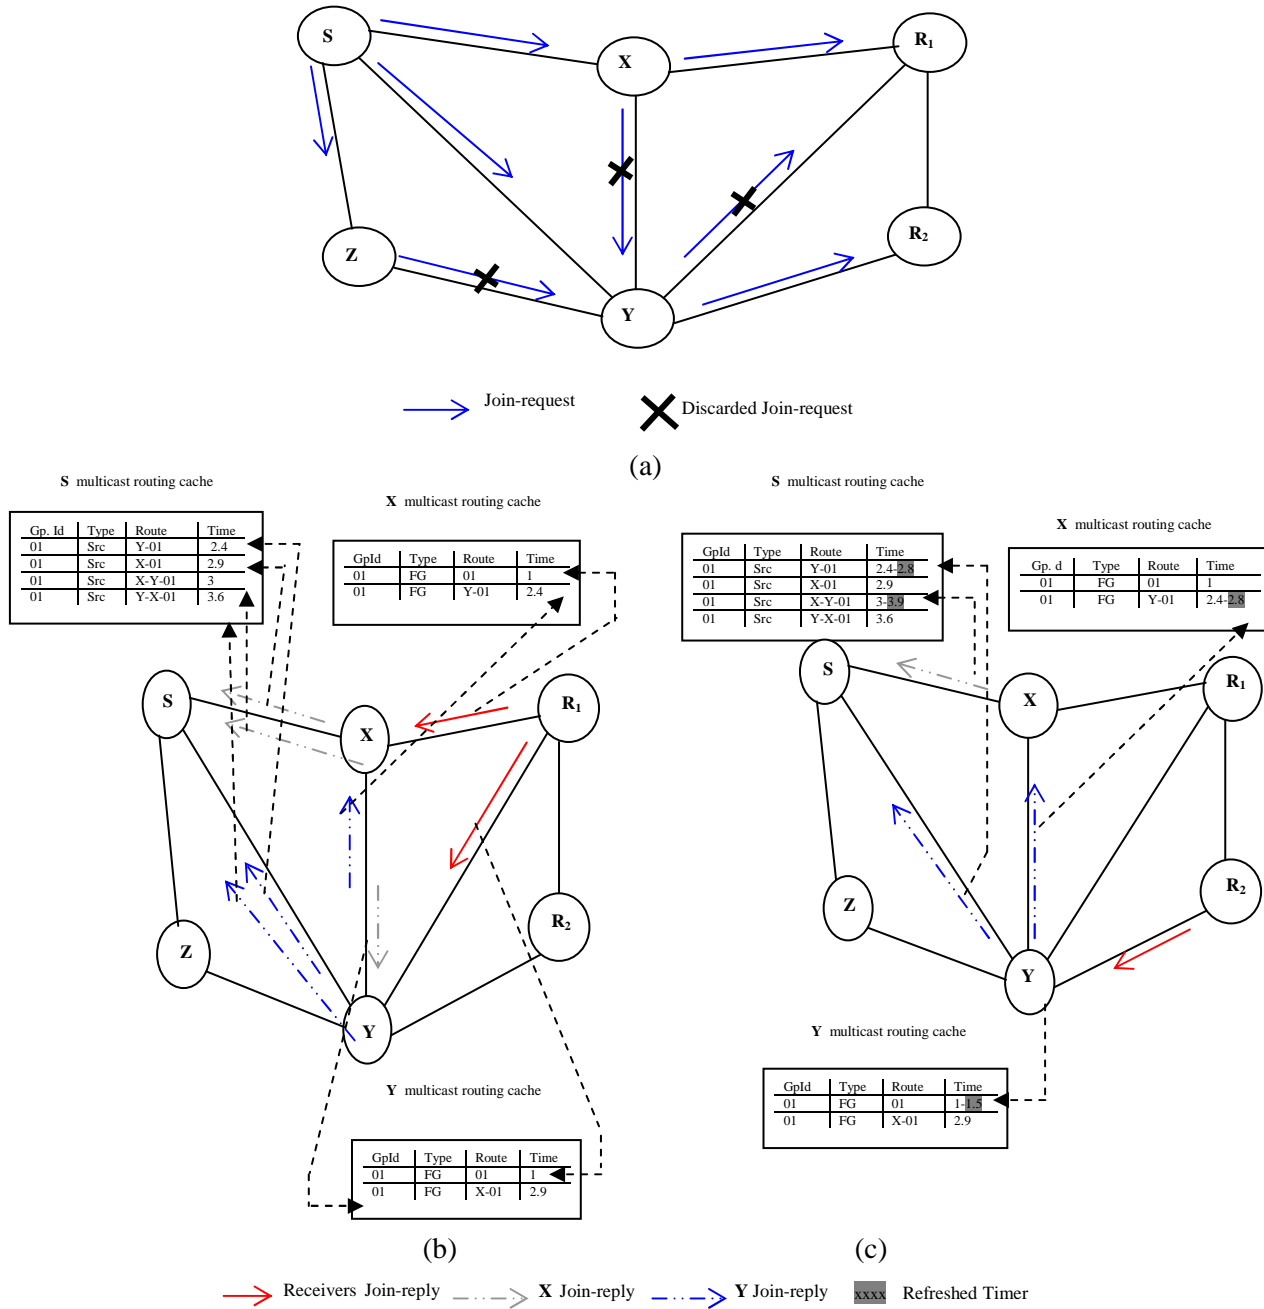 S
X
R1
Z
R2
Y
Join-request
Discarded Join-request
(a)
S multicast routing cache
Gp. Id Type Route Time
01 Src Y-01 2.4
01 Src X-01 2.9
01 Src X-Y-01 3
01 Src Y-X-01 3.6
X multicast routing cache
GpId Type Route Time
01 FG 01 1
01 FG Y-01 2.4
S
X
R1
Z
R2
Y
Y multicast routing cache
GpId Type Route Time
01 FG 01 1
01 FG X-01 2.9
(b)
S multicast routing cache
GpId Type Route Time
01 Src Y-01 2.4-2.8
01 Src X-01 2.9
01 Src X-Y-01 3-3.9
01 Src Y-X-01 3.6
X multicast routing cache
Gp. d Type Route Time
01 FG 01 1
01 FG Y-01 2.4-2.8
S
X
R1
Z
R2
Y
Y multicast routing cache
GpId Type Route Time
01 FG 01 1-1.5
01 FG X-01 2.9
(c)
Receivers Join-reply
X Join-reply
Y Join-reply
xxxx Refreshed Timer